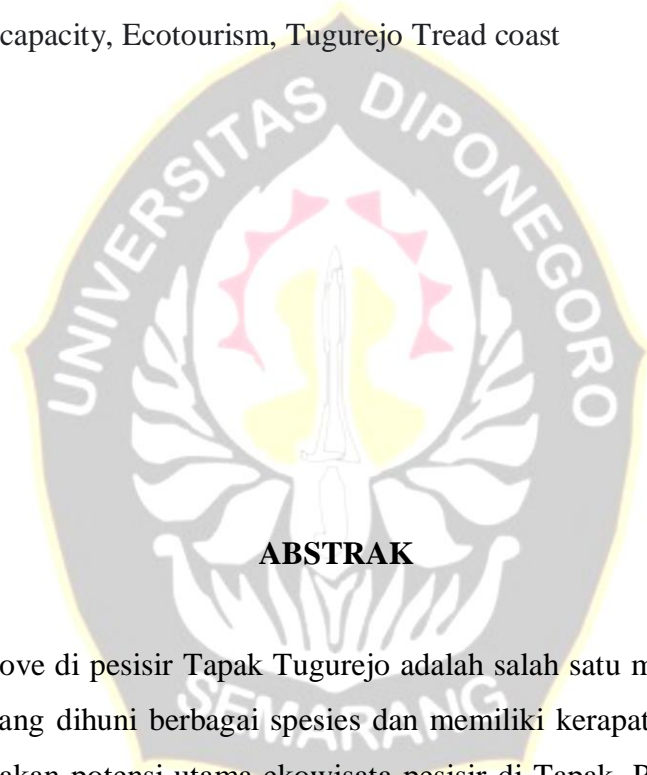 capacity, Ecotourism, Tugurejo Tread coast
UNIVERSITAS DIPONEGORO
ABSTRAK
ove di pesisir Tapak Tugurejo adalah salah satu m
ang dihuni berbagai spesies dan memiliki kerapat
SEMARANG
akan potensi utama ekowisata pesisir di Tapak. P